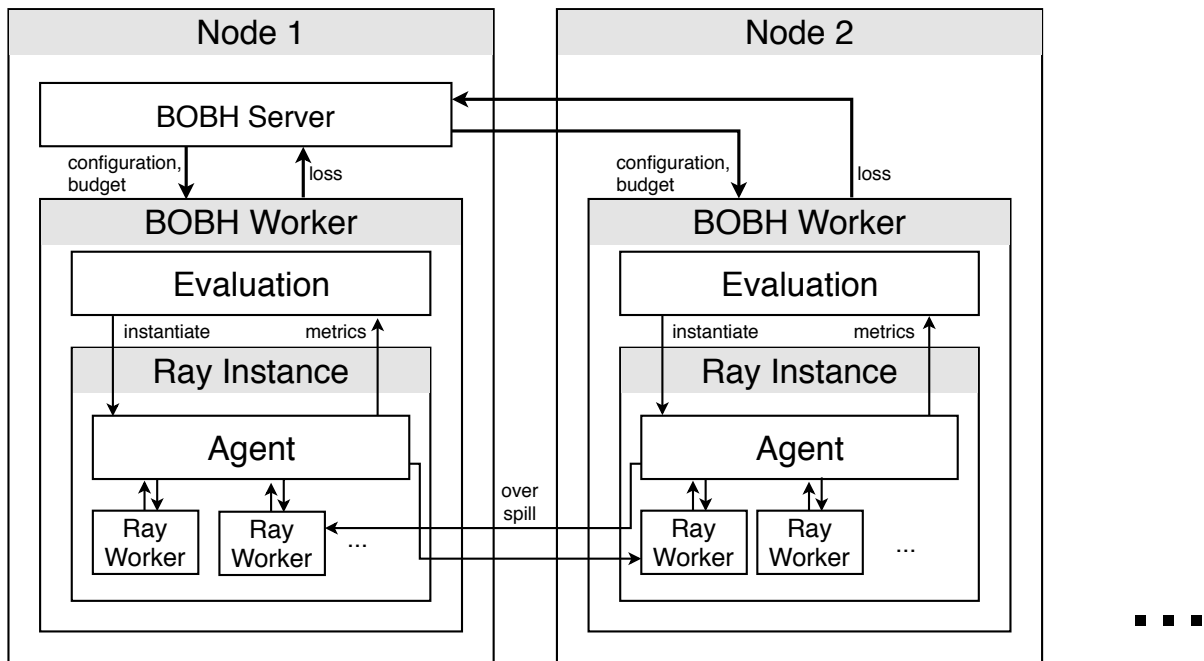 Node 1
BOBH Server
configuration,
budget
loss
BOBH Worker
Evaluation
instantiate
metrics
Ray Instance
Agent
Ray
Worker
Ray
Worker
...
over
spill
Node 2
configuration,
budget
loss
BOBH Worker
Evaluation
instantiate
metrics
Ray Instance
Agent
Ray
Worker
Ray
Worker
...
...